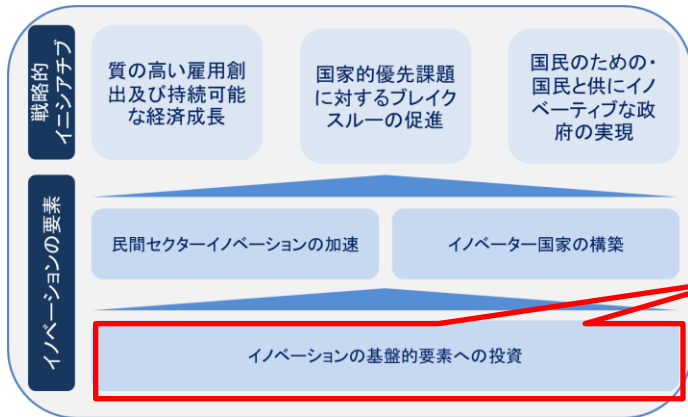 戦略的
イニシアチブ
質の高い雇用創
出及び持続可能
な経済成長
国家的優先課題
に対するブレイク
スルーの促進
国民のための・
国民と供にイノ
ベーティブな政
府の実現
イノベーションの要素
民間セクターイノベーションの加速
イノベーター国家の構築
イノベーションの基盤的要素への投資